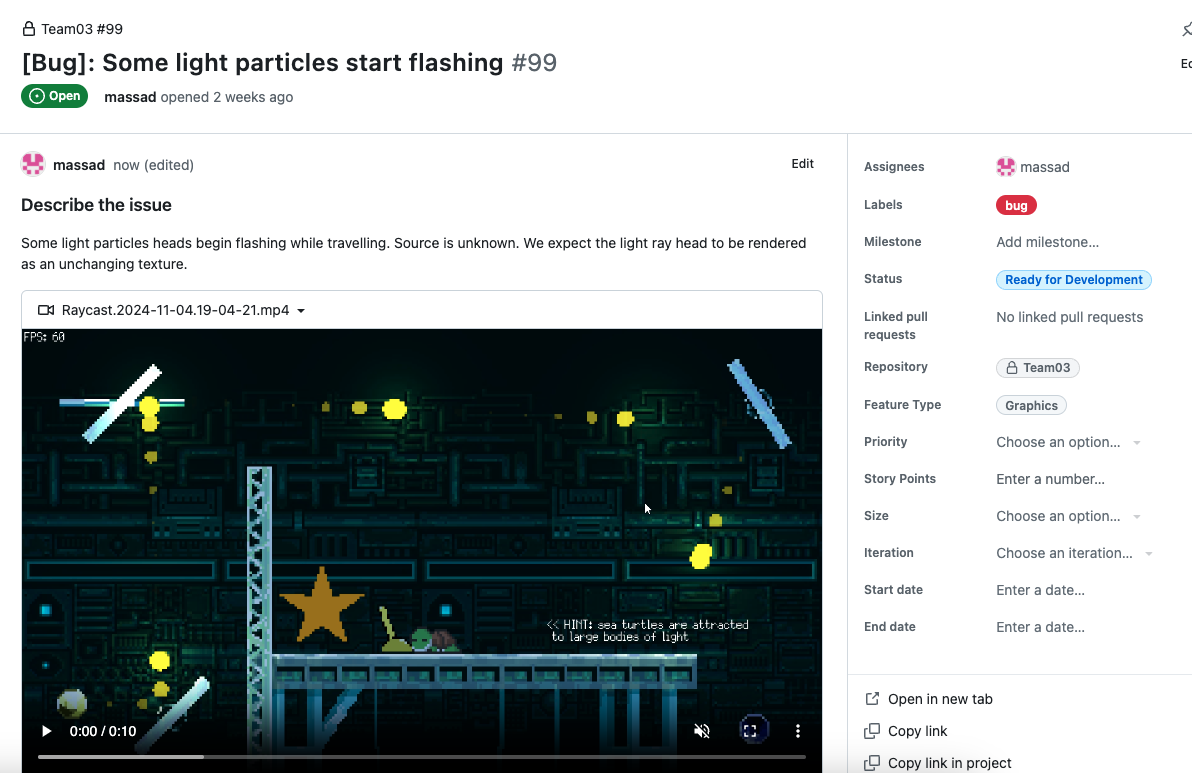 Team03 #99
[Bug]: Some light particles start flashing #99
Open
massad opened 2 weeks ago
massad now (edited)
Edit
Describe the issue
Some light particles heads begin flashing while travelling. Source is unknown. We expect the light ray head to be rendered
as an unchanging texture.
Raycast.2024-11-04.19-04-21.mp4
FPS: 60
<< HINT: sea turtles are attracted
to large bodies of light
0:00 / 0:10
Assignees
massad
Labels
bug
Milestone
Add milestone...
Status
Ready for Development
Linked pull
requests
No linked pull requests
Repository
Team03
Feature Type
Graphics
Priority
Choose an option...
Story Points
Enter a number...
Size
Choose an option...
Iteration
Choose an iteration...
Start date
Enter a date...
End date
Enter a date...
Open in new tab
Copy link
Copy link in project